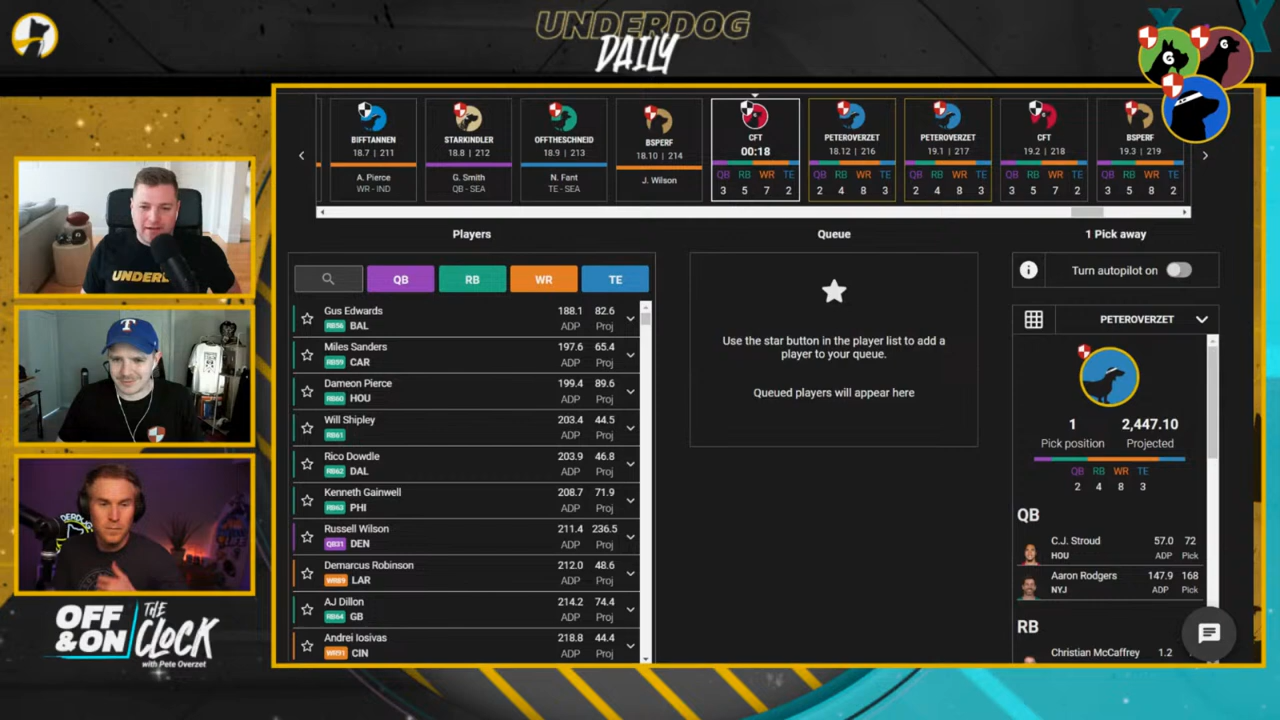 UNDERDOG
DAILY
BIFFTANNEN
18.7 | 211
A. Pierce
WR - IND
STARKINDLER
18.8 | 212
G. Smith
QB - SEA
OFFTHESCHNEID
18.9 | 213
N. Fant
TE - SEA
BSPERF
18.10 | 214
J. Wilson
CFT
00:18
QB RB WR TE
3 5 7 2
PETEROVERZET
18.12 | 216
QB RB WR TE
2 4 8 3
PETEROVERZET
19.1 | 217
QB RB WR TE
2 4 8 3
CFT
19.2 | 218
QB RB WR TE
3 5 7 2
BSPERF
19.3 | 219
QB RB WR TE
3 5 8 2
Players
Queue
1 Pick away
QB
RB
WR
TE
Gus Edwards 188.1 82.6
RB56 BAL ADP Proj
Miles Sanders 197.6 65.4
RB59 CAR ADP Proj
Dameon Pierce 199.4 89.6
RB60 HOU ADP Proj
Will Shipley 203.4 44.5
RB61 ADP Proj
Rico Dowdle 203.9 46.8
RB62 DAL ADP Proj
Kenneth Gainwell 208.7 71.9
RB63 PHI ADP Proj
Russell Wilson 211.4 236.5
QB31 DEN ADP Proj
Demarcus Robinson 212.0 48.6
WR89 LAR ADP Proj
AJ Dillon 214.2 74.4
RB64 GB ADP Proj
Andrei Iosivas 218.8 44.4
WR91 CIN ADP Proj
Use the star button in the player list to add a
player to your queue.
Queued players will appear here
Turn autopilot on
PETEROVERZET
1 2,447.10
Pick position Projected
QB RB WR TE
2 4 8 3
QB
C.J. Stroud 57.0 72
HOU ADP Pick
Aaron Rodgers 147.9 168
NYJ ADP Pick
RB
Christian McCaffrey 1.2
UNDER
T
OFF
&ON
THE
CLOCK
with Pete Overzet
G
G